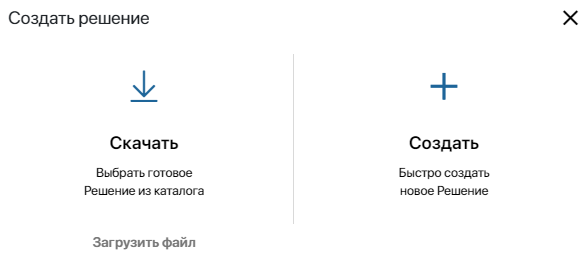 Создать решение
Скачать
Выбрать готовое
Решение из каталога
Загрузить файл
Создать
Быстро создать
новое Решение